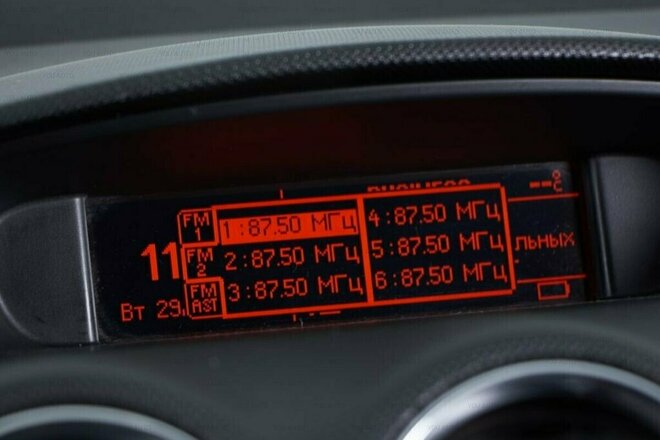 --°C
FM 1
1 :87.50 МГц
4 :87.50 МГц
11
FM 2
2 :87.50 МГц
5 :87.50 МГц
льных
FM AST
3 :87.50 МГц
6 :87.50 МГц
Вт 29